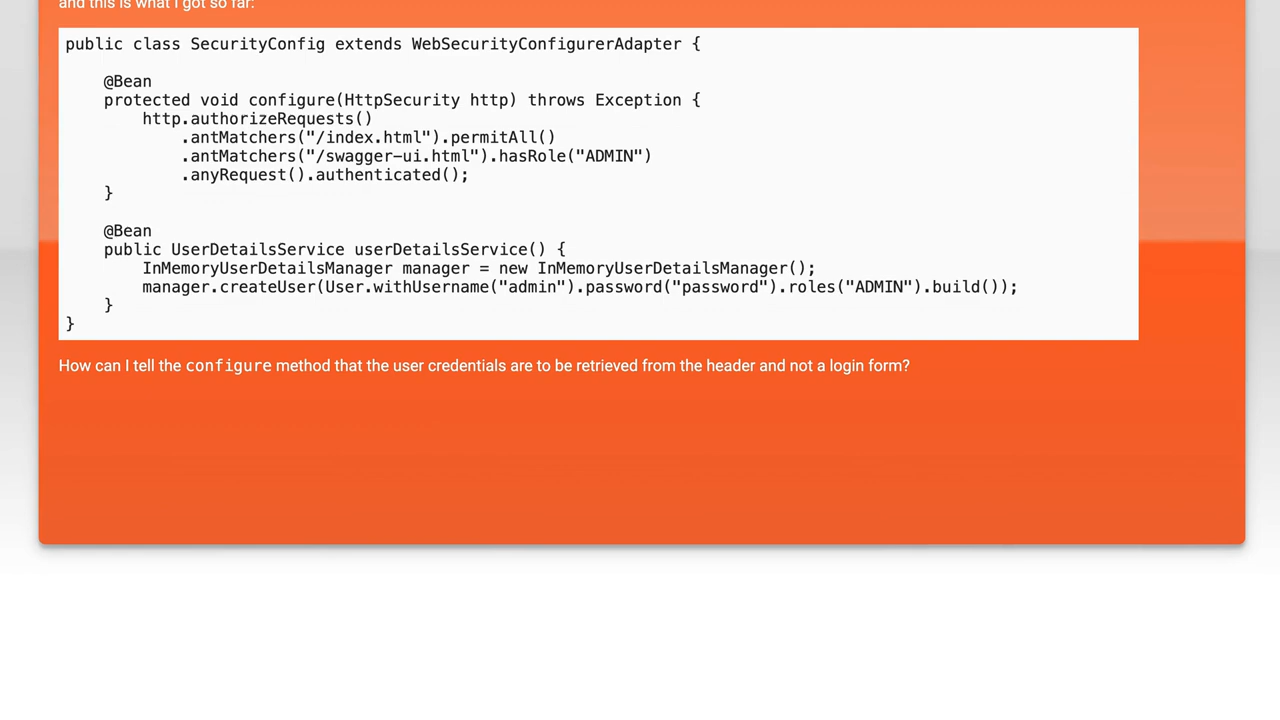 and this is what I got so far:
public class SecurityConfig extends WebSecurityConfigurerAdapter {
    @Bean
    protected void configure(HttpSecurity http) throws Exception {
        http.authorizeRequests()
            .antMatchers("/index.html").permitAll()
            .antMatchers("/swagger-ui.html").hasRole("ADMIN")
            .anyRequest().authenticated();
    }
    @Bean
    public UserDetailsService userDetailsService() {
        InMemoryUserDetailsManager manager = new InMemoryUserDetailsManager();
        manager.createUser(User.withUsername("admin").password("password").roles("ADMIN").build());
    }
}
How can I tell the configure method that the user credentials are to be retrieved from the header and not a login form?